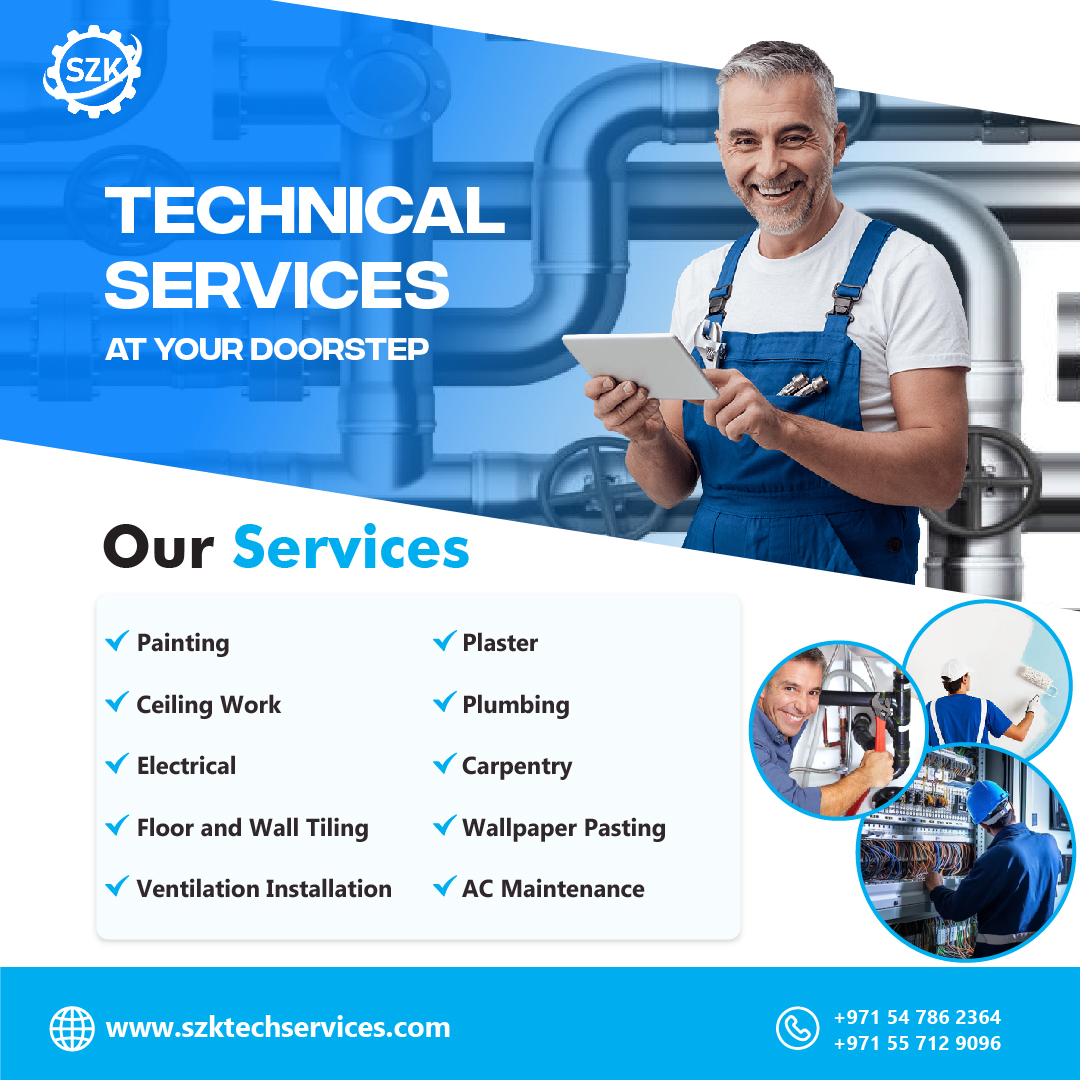 SZK
TECHNICAL
SERVICES
AT YOUR DOORSTEP
Our Services
Painting
Ceiling Work
Electrical
Floor and Wall Tiling
Ventilation Installation
Plaster
Plumbing
Carpentry
Wallpaper Pasting
AC Maintenance
www.szktechservices.com
+971 54 786 2364
+971 55 712 9096